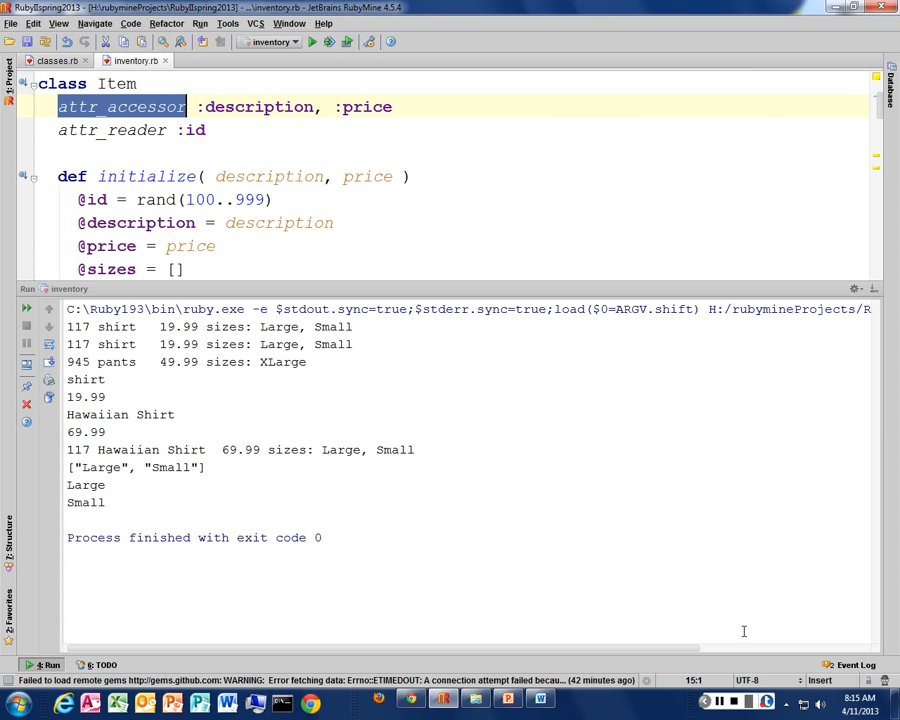 RubyIIspring2013 - [H:\rubymineProjects\RubyIIspring2013] - ...\inventory.rb - JetBrains RubyMine 4.5.4
File Edit View Navigate Code Refactor Run Tools VCS Window Help
inventory
classes.rb inventory.rb
1: Project
Database
class Item
attr_accessor :description, :price
attr_reader :id
def initialize( description, price )
@id = rand(100..999)
@description = description
@price = price
@sizes = []
Run inventory
C:\Ruby193\bin\ruby.exe -e $stdout.sync=true;$stderr.sync=true;load($0=ARGV.shift) H:/rubymineProjects/R
117 shirt 19.99 sizes: Large, Small
117 shirt 19.99 sizes: Large, Small
945 pants 49.99 sizes: XLarge
shirt
19.99
Hawaiian Shirt
69.99
117 Hawaiian Shirt 69.99 sizes: Large, Small
["Large", "Small"]
Large
Small
Process finished with exit code 0
7: Structure
2: Favorites
4: Run 6: TODO Event Log
Failed to load remote gems http://gems.github.com: WARNING: Error fetching data: Errno::ETIMEDOUT: A connection attempt failed becau... (42 minutes ago) 15:1 UTF-8 Insert
8:15 AM
4/11/2013